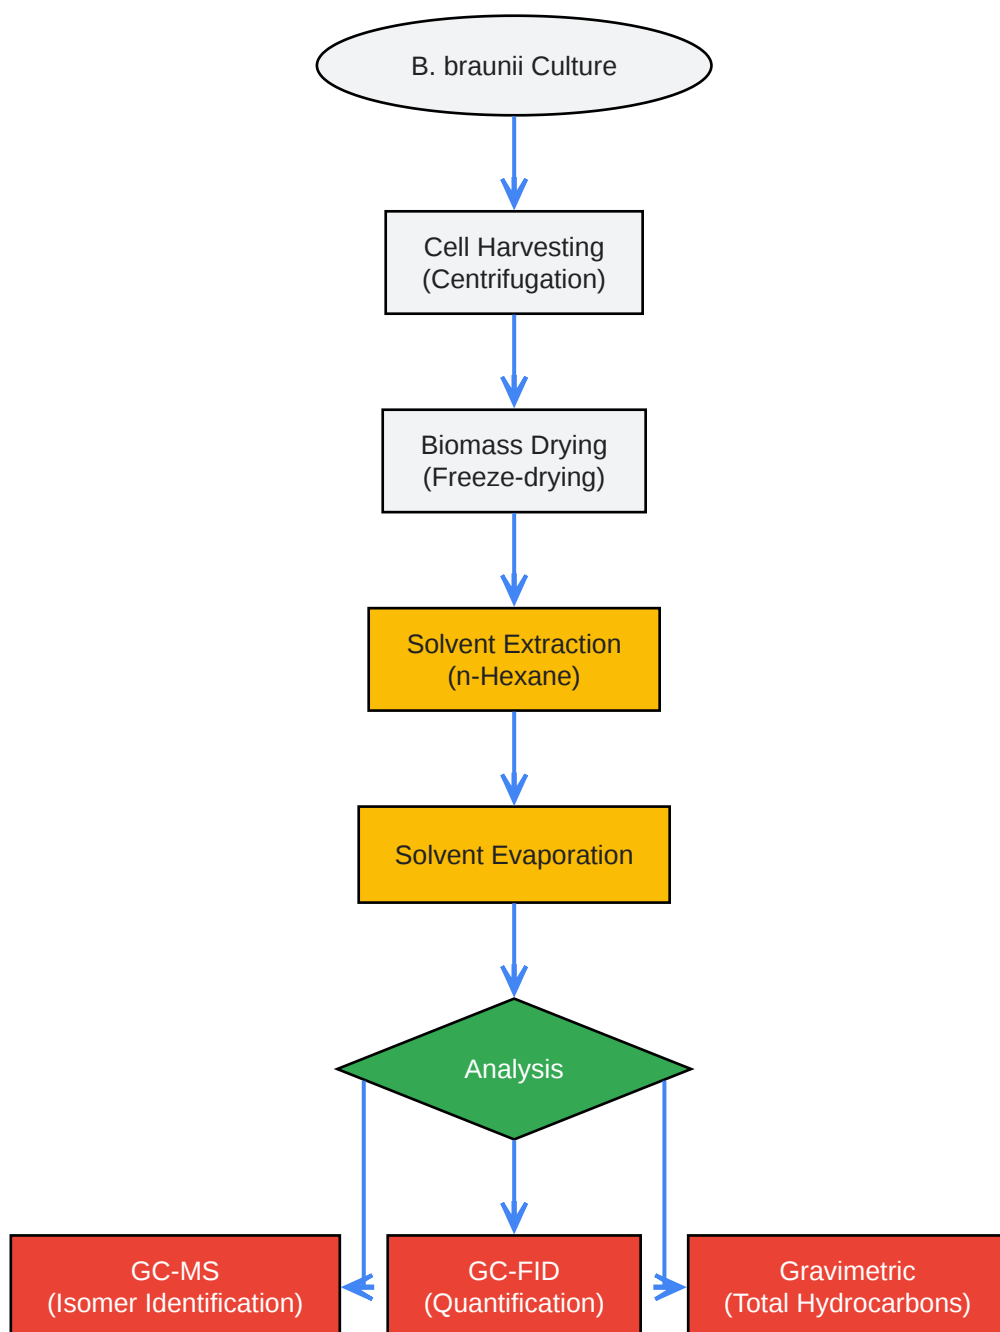 B. braunii Culture
Cell Harvesting
(Centrifugation)
Biomass Drying
(Freeze-drying)
Solvent Extraction
(n-Hexane)
Solvent Evaporation
Analysis
GC-MS
(Isomer Identification)
GC-FID
(Quantification)
Gravimetric
(Total Hydrocarbons)